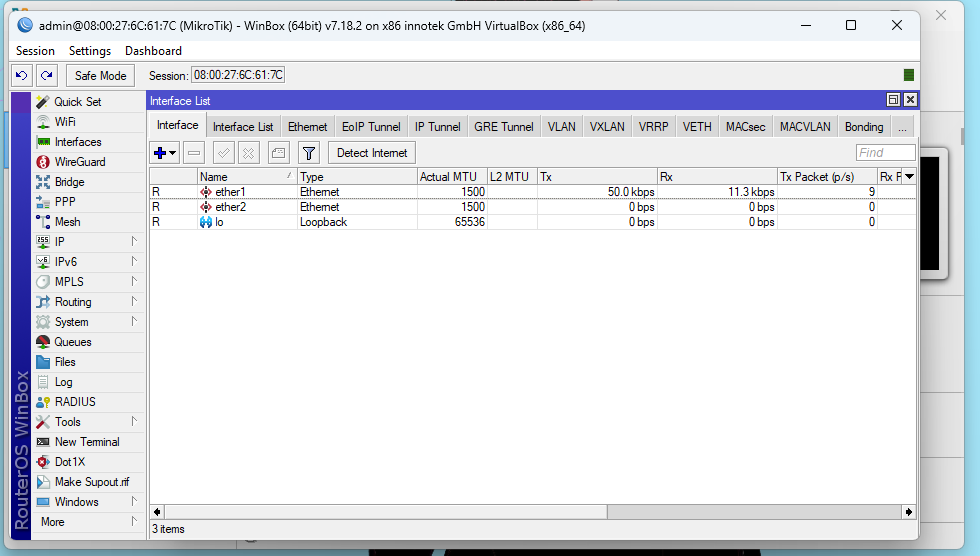 admin@08:00:27:6C:61:7C (MikroTik) - WinBox (64bit) v7.18.2 on x86 innotek GmbH VirtualBox (x86_64)
Session Settings Dashboard
Safe Mode Session: 08:00:27:6C:61:7C
RouterOS WinBox
Quick Set
WiFi
Interfaces
WireGuard
Bridge
PPP
Mesh
IP
IPv6
MPLS
Routing
System
Queues
Files
Log
RADIUS
Tools
New Terminal
Dot1X
Make Supout.rif
Windows
More
Interface List
Interface Interface List Ethernet EoIP Tunnel IP Tunnel GRE Tunnel VLAN VXLAN VRRP VETH MACsec MACVLAN Bonding ...
Detect Internet Find
Name Type Actual MTU L2 MTU Tx Rx Tx Packet (p/s) Rx
R ether1 Ethernet 1500 50.0 kbps 11.3 kbps 9
R ether2 Ethernet 1500 0 bps 0 bps 0
R lo Loopback 65536 0 bps 0 bps 0
3 items